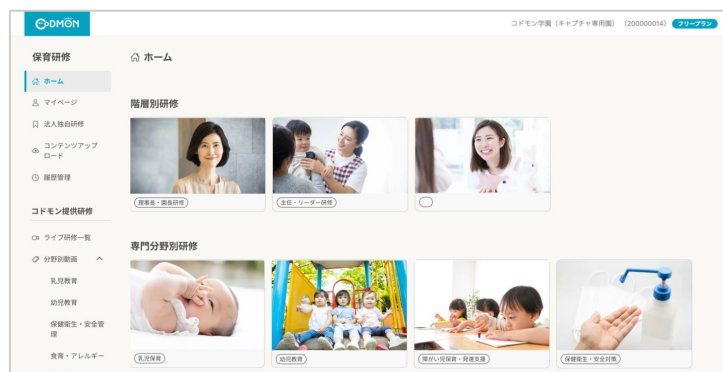 CODMŌN
コドモン学園（キャプチャ専用園）（200000014）
フリープラン
保育研修
ホーム
マイページ
法人独自研修
コンテンツアップ
ロード
履歴管理
コドモン提供研修
ライブ研修一覧
分野別動画
乳児教育
幼児教育
保健衛生・安全管
理
食育・アレルギー
ホーム
階層別研修
理事長・園長研修
主任・リーダー研修
専門分野別研修
乳児保育
幼児教育
障がい児保育・発達支援
保健衛生・安全対策